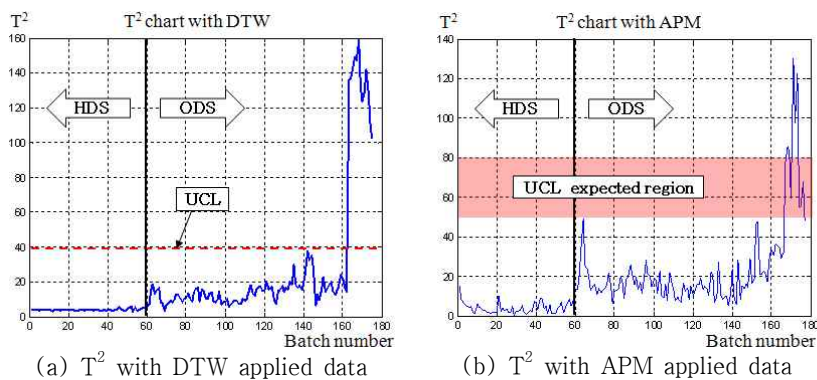 T² T² chart with DTW
160
140
120
100
80
60
40
20
0
HDS
ODS
UCL
0 20 40 60 80 100 120 140 160 180
Batch number
(a) T² with DTW applied data
T² T² chart with APM
140
120
100
80
60
40
20
0
HDS
ODS
UCL expected region
0 20 40 60 80 100 120 140 160 180
Batch number
(b) T² with APM applied data